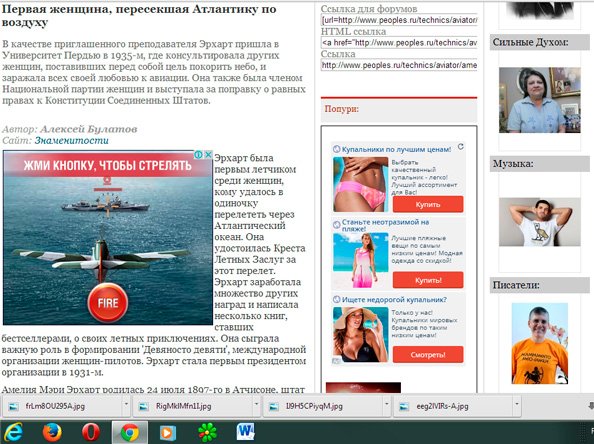 Первая женщина, пересекшая Атлантику по
воздуху
В качестве приглашенного преподавателя Эрхарт пришла в
Университет Пердью в 1935-м, где консультировала других
женщин, поставивших перед собой цель покорить небо, и
заражала всех своей любовью к авиации. Она также была членом
Национальной партии женщин и выступала за поправку о равных
правах к Конституции Соединенных Штатов.
Автор: Алексей Булатов
Сайт: Знаменитости
ЖМИ КНОПКУ, ЧТОБЫ СТРЕЛЯТЬ
FIRE
Эрхарт была
первым летчиком
среди женщин,
кому удалось в
одиночку
перелететь через
Атлантический
океан. Она
удостоилась Креста
Летных Заслуг за
этот перелет.
Эрхарт заработала
множество других
наград и написала
несколько книг,
ставших
бестселлерами, о своих летных приключениях. Она сыграла
важную роль в формировании 'Девяносто девяти', международной
организации женщин-пилотов. Эрхарт стала первым президентом
организации в 1931-м.
Амелия Мэри Эрхарт родилась 24 июля 1897-го в Атчисоне, штат
Ссылка для форумов
[url=http://www.peoples.ru/technics/aviator/
HTML ссылка
<a href="http://www.peoples.ru/technics/av
Ссылка
http://www.peoples.ru/technics/aviator/ame
Попури:
Купальники по лучшим ценам!
Выбрать
качественный
купальник - легко!
Лучший ассортимент
для Вас!
Купить
Станьте неотразимой на
пляже!
Лучшие пляжные
вещи по самым
низким ценам! Модная
одежда со скидкой!
Купить!
Ищете недорогой купальник?
Только у нас!
Купальники мировых
брендов по таким
низким ценам!
Смотреть!
Сильные Духом:
Музыка:
Писатели:
frLm8OU295A.jpg
RigMklMfn1I.jpg
1l9H5CPiyqM.jpg
eeg2lVIRs-A.jpg